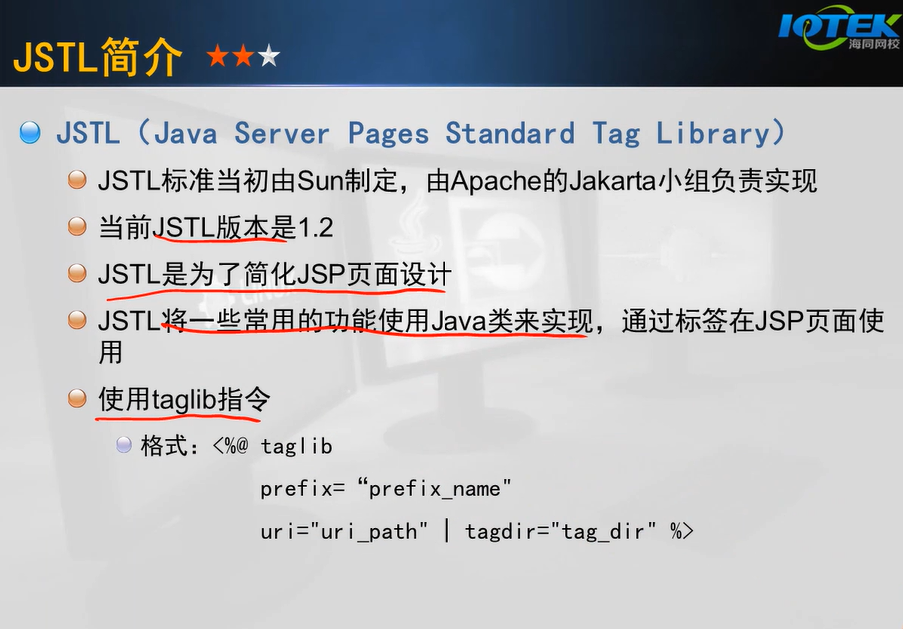 IOTEK
海同网校
JSTL简介
JSTL（Java Server Pages Standard Tag Library）
JSTL标准当初由Sun制定，由Apache的Jakarta小组负责实现
当前JSTL版本是1.2
JSTL是为了简化JSP页面设计
JSTL将一些常用的功能使用Java类来实现，通过标签在JSP页面使
用
使用taglib指令
格式：<%@ taglib
prefix= “prefix_name"
uri="uri_path" | tagdir="tag_dir" %>